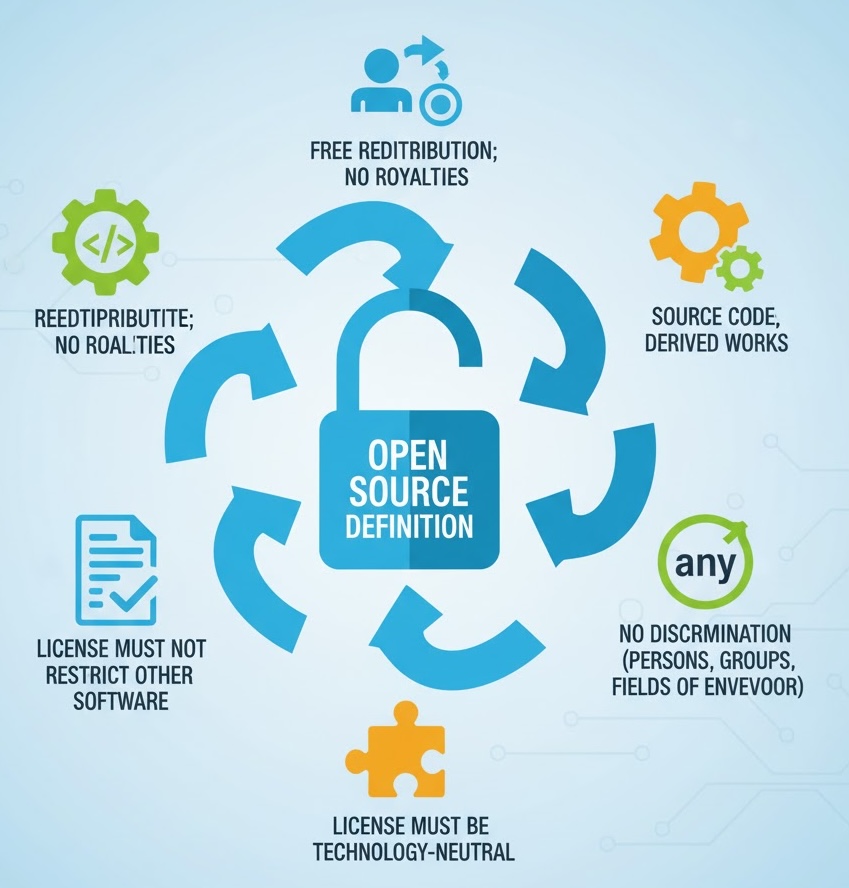 FREE REDITRIBUTION;
NO ROYALTIES
</>
REEDTIPRIBUTITE;
NO ROAL:TIES
SOURCE CODE,
DERIVED WORKS
OPEN
SOURCE
DEFINITION
any
LICENSE MUST NOT
RESTRICT OTHER
SOFTWARE
NO DISCRMINATION
(PERSONS, GROUPS,
FIELDS OF ENVEVOOR)
LICENSE MUST BE
TECHNOLOGY-NEUTRAL